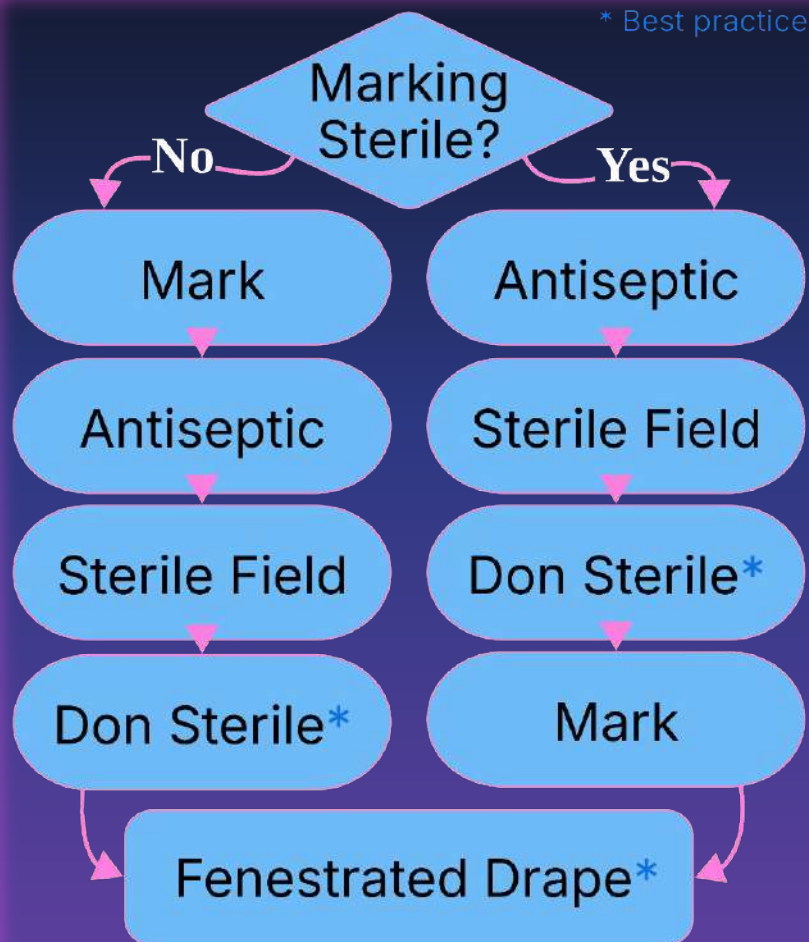 * Best practice
Marking
Sterile?
No
Yes
Mark
Antiseptic
Antiseptic
Sterile Field
Sterile Field
Don Sterile*
Don Sterile*
Mark
Fenestrated Drape*